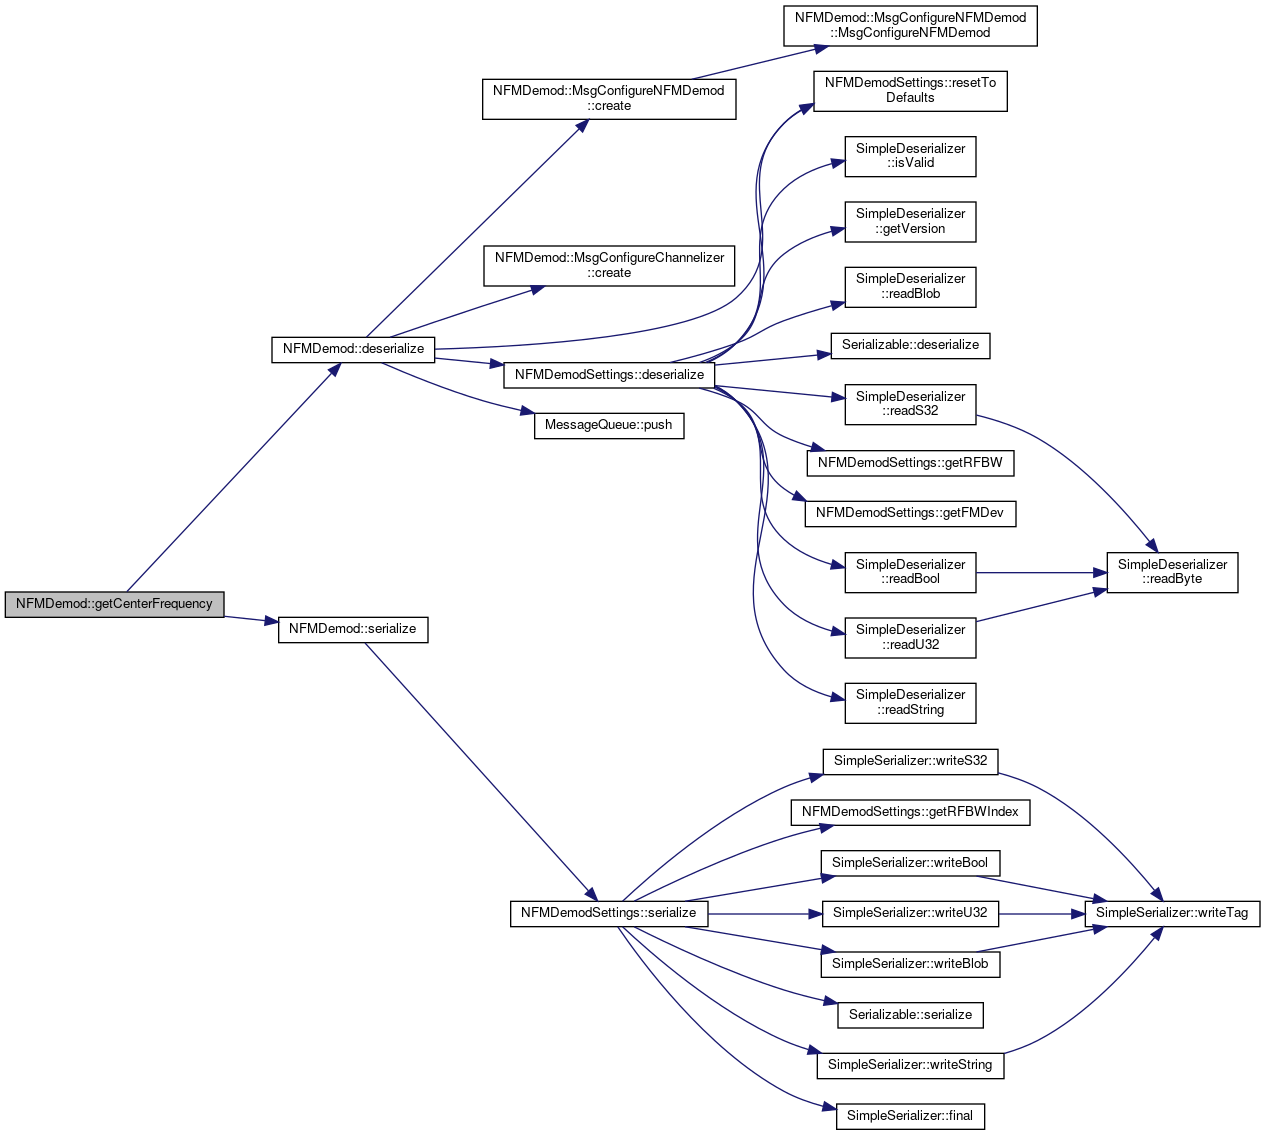 NFMDemod::MsgConfigureNFMDemod
::MsgConfigureNFMDemod
NFMDemod::MsgConfigureNFMDemod
::create
NFMDemodSettings::resetTo
Defaults
SimpleDeserializer
::isValid
SimpleDeserializer
::getVersion
NFMDemod::MsgConfigureChannelizer
::create
SimpleDeserializer
::readBlob
NFMDemod::deserialize
Serializable::deserialize
NFMDemodSettings::deserialize
SimpleDeserializer
::readS32
MessageQueue::push
NFMDemodSettings::getRFBW
NFMDemodSettings::getFMDev
SimpleDeserializer
::readBool
SimpleDeserializer
::readByte
NFMDemod::getCenterFrequency
NFMDemod::serialize
SimpleDeserializer
::readU32
SimpleDeserializer
::readString
SimpleSerializer::writeS32
NFMDemodSettings::getRFBWIndex
SimpleSerializer::writeBool
NFMDemodSettings::serialize
SimpleSerializer::writeU32
SimpleSerializer::writeTag
SimpleSerializer::writeBlob
Serializable::serialize
SimpleSerializer::writeString
SimpleSerializer::final